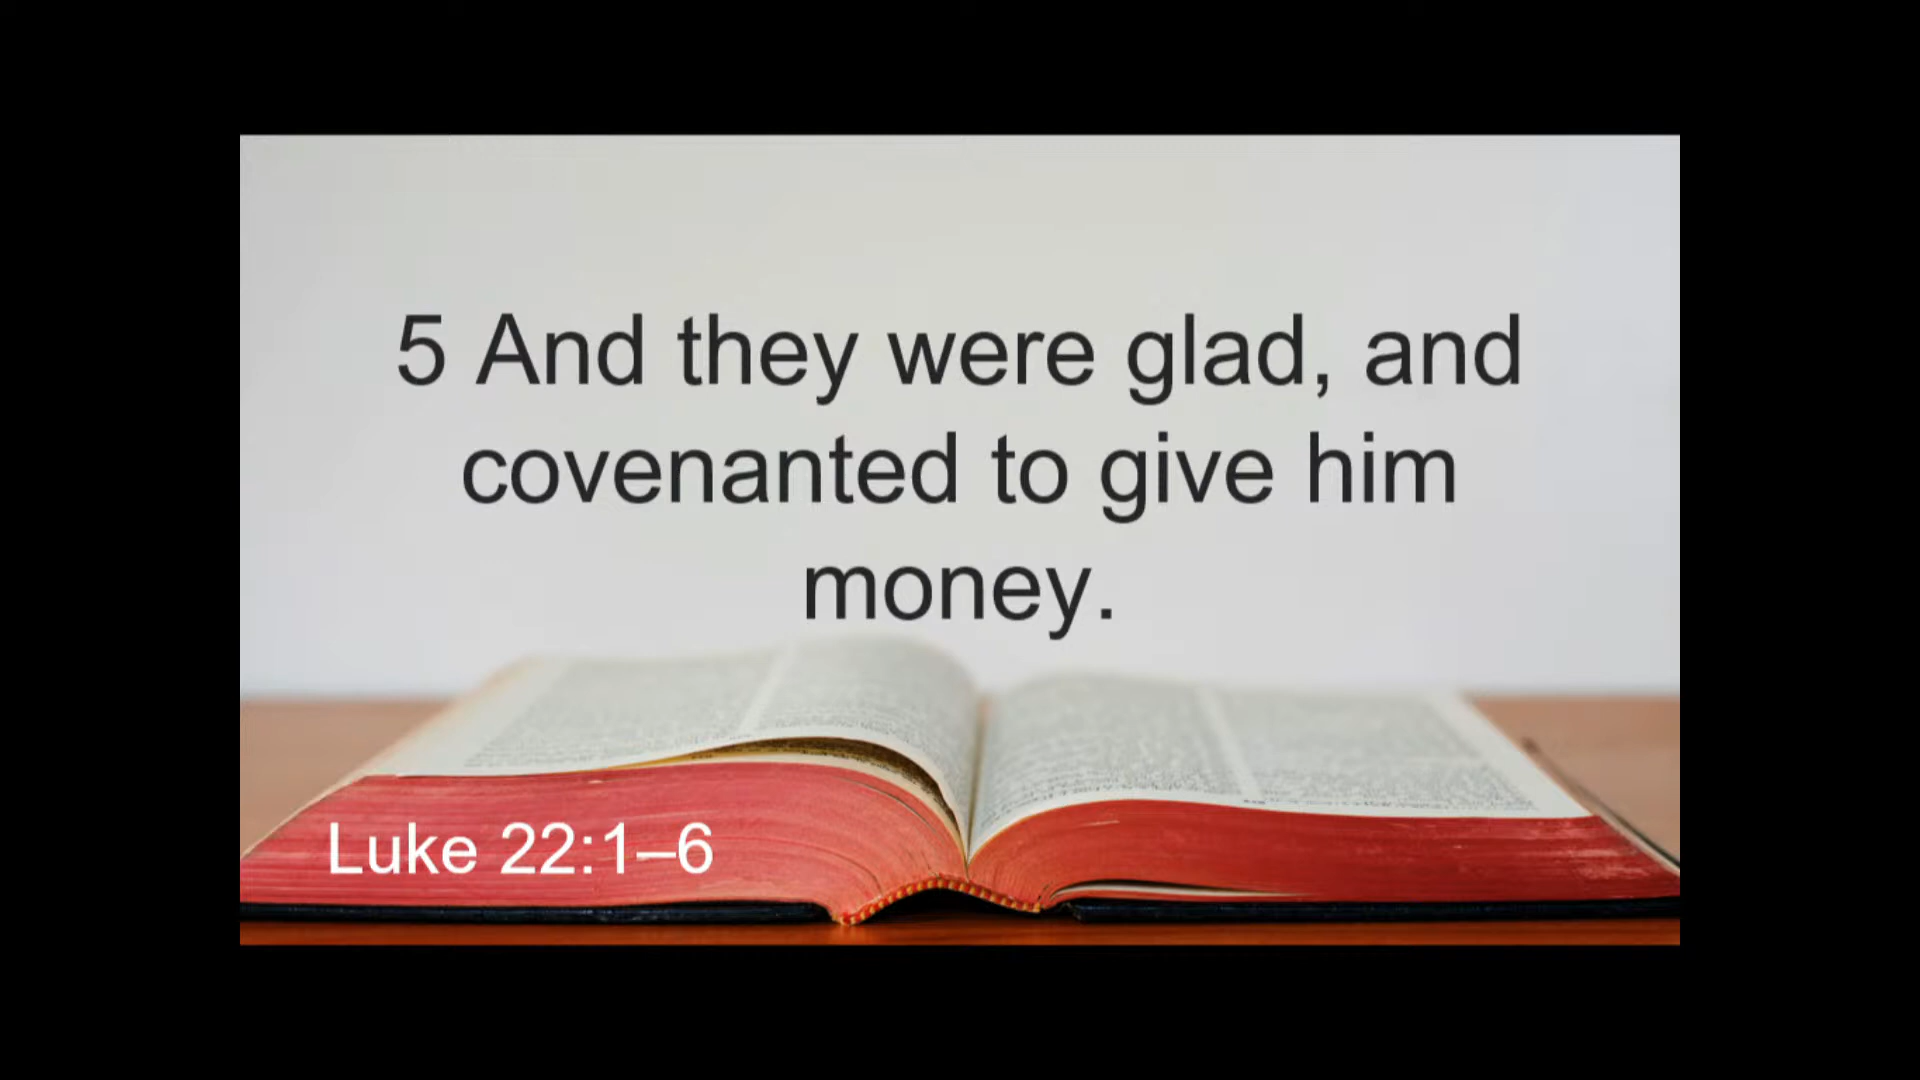 5 And they were glad, and
covenanted to give him
money.
Luke 22:1–6